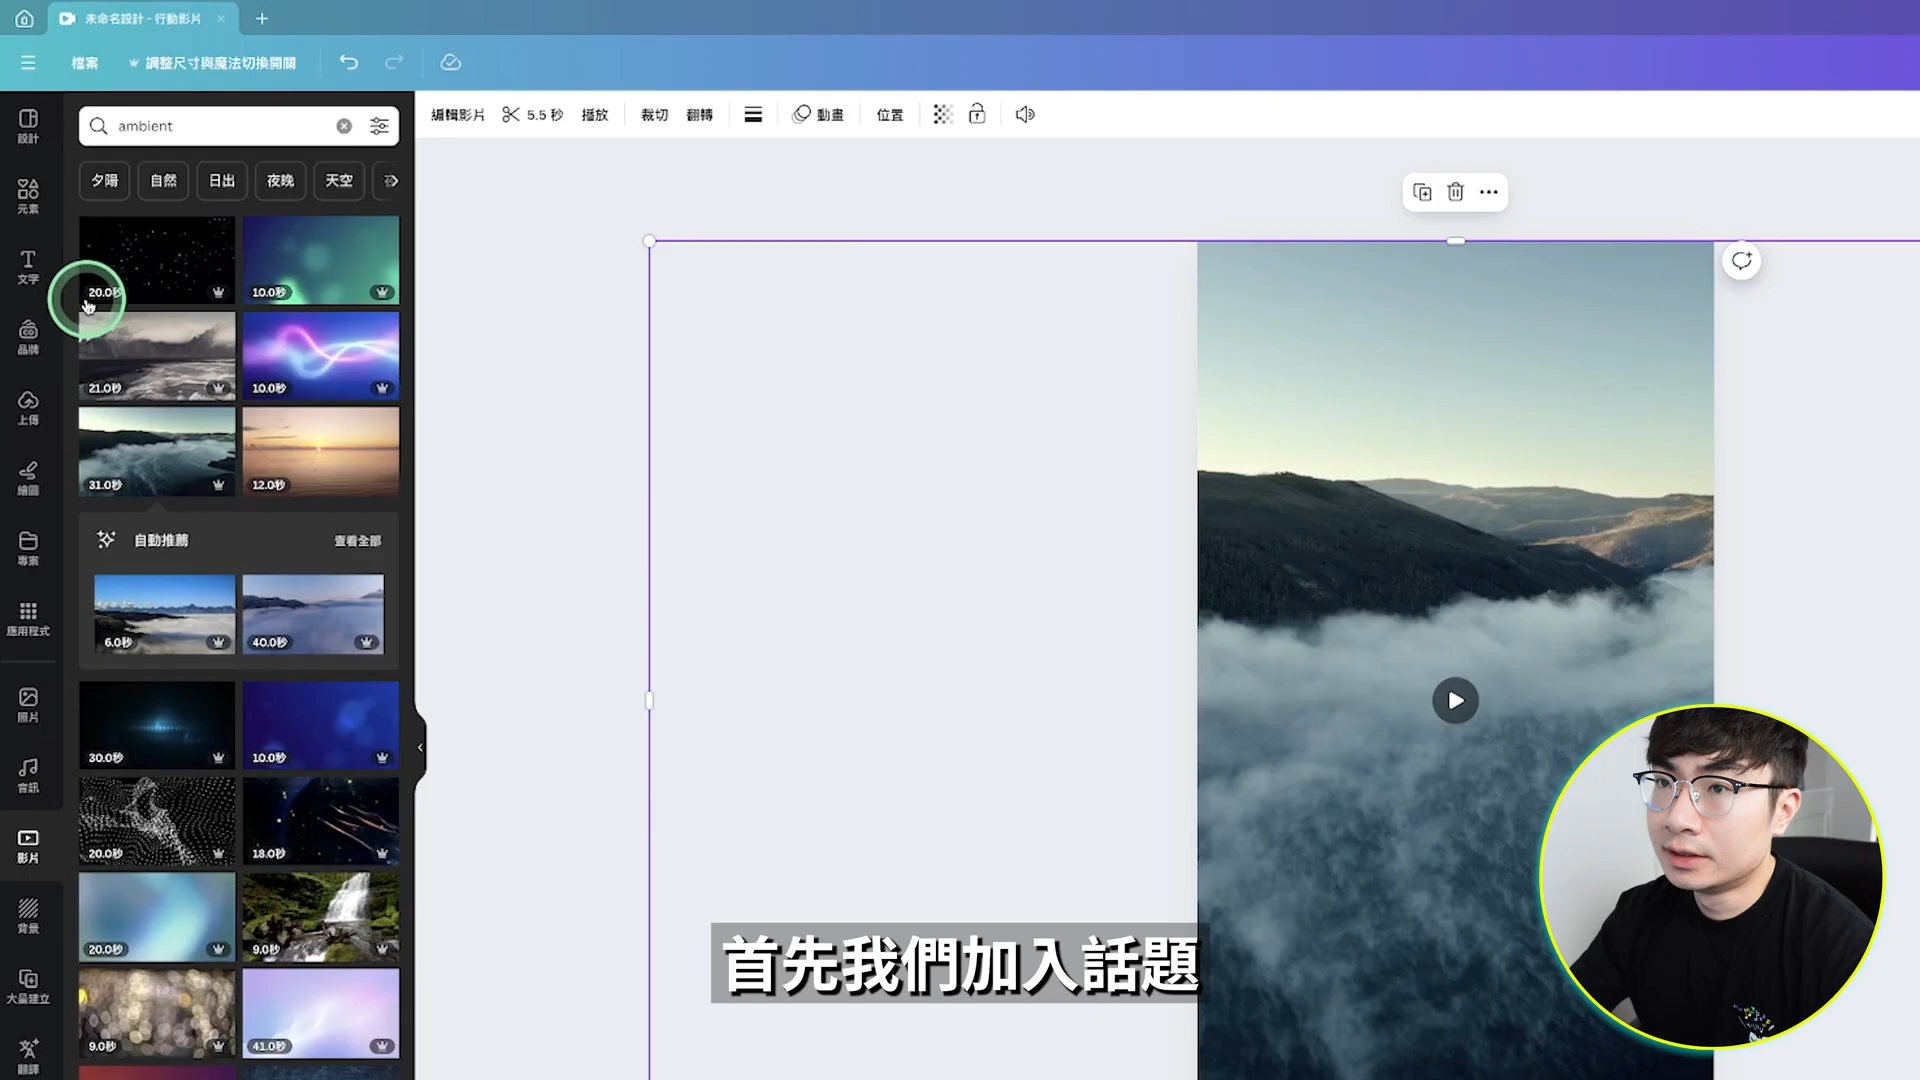 未命名設計 - 行動影片
檔案
調整尺寸與魔法切換開關
設計
元素
文字
品牌
上傳
繪圖
專案
應用程式
照片
音訊
影片
背景
大量建立
翻譯
ambient
夕陽
自然
日出
夜晚
天空
20.0秒
10.0秒
21.0秒
10.0秒
31.0秒
12.0秒
自動推薦
查看全部
6.0秒
40.0秒
30.0秒
10.0秒
20.0秒
18.0秒
20.0秒
9.0秒
9.0秒
41.0秒
編輯影片
5.5 秒
播放
裁切
翻轉
動畫
位置
首先我們加入話題